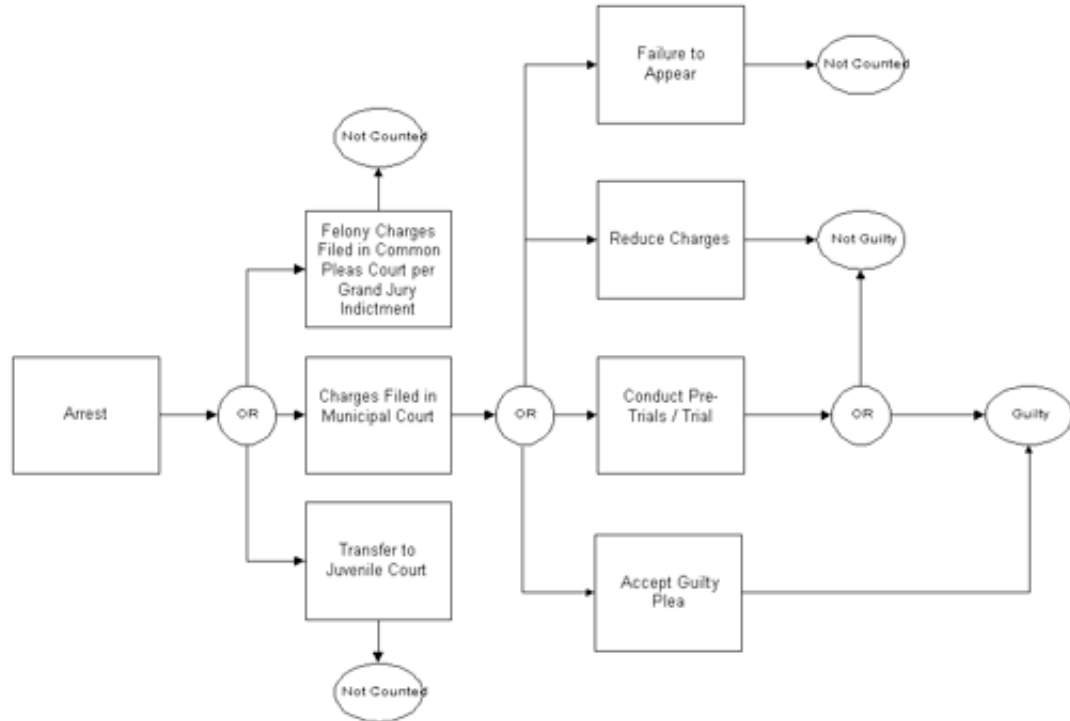 Failure to
Appear
Not Counted
Not Counted
Felony Charges
Filed in Common
Pleas Court per
Grand Jury
Indictment
Reduce Charges
Not Guilty
Arrest
OR
Charges Filed in
Municipal Court
OR
Conduct Pre-
Trials / Trial
OR
Guilty
Transfer to
Juvenile Court
Accept Guilty
Plea
Not Counted